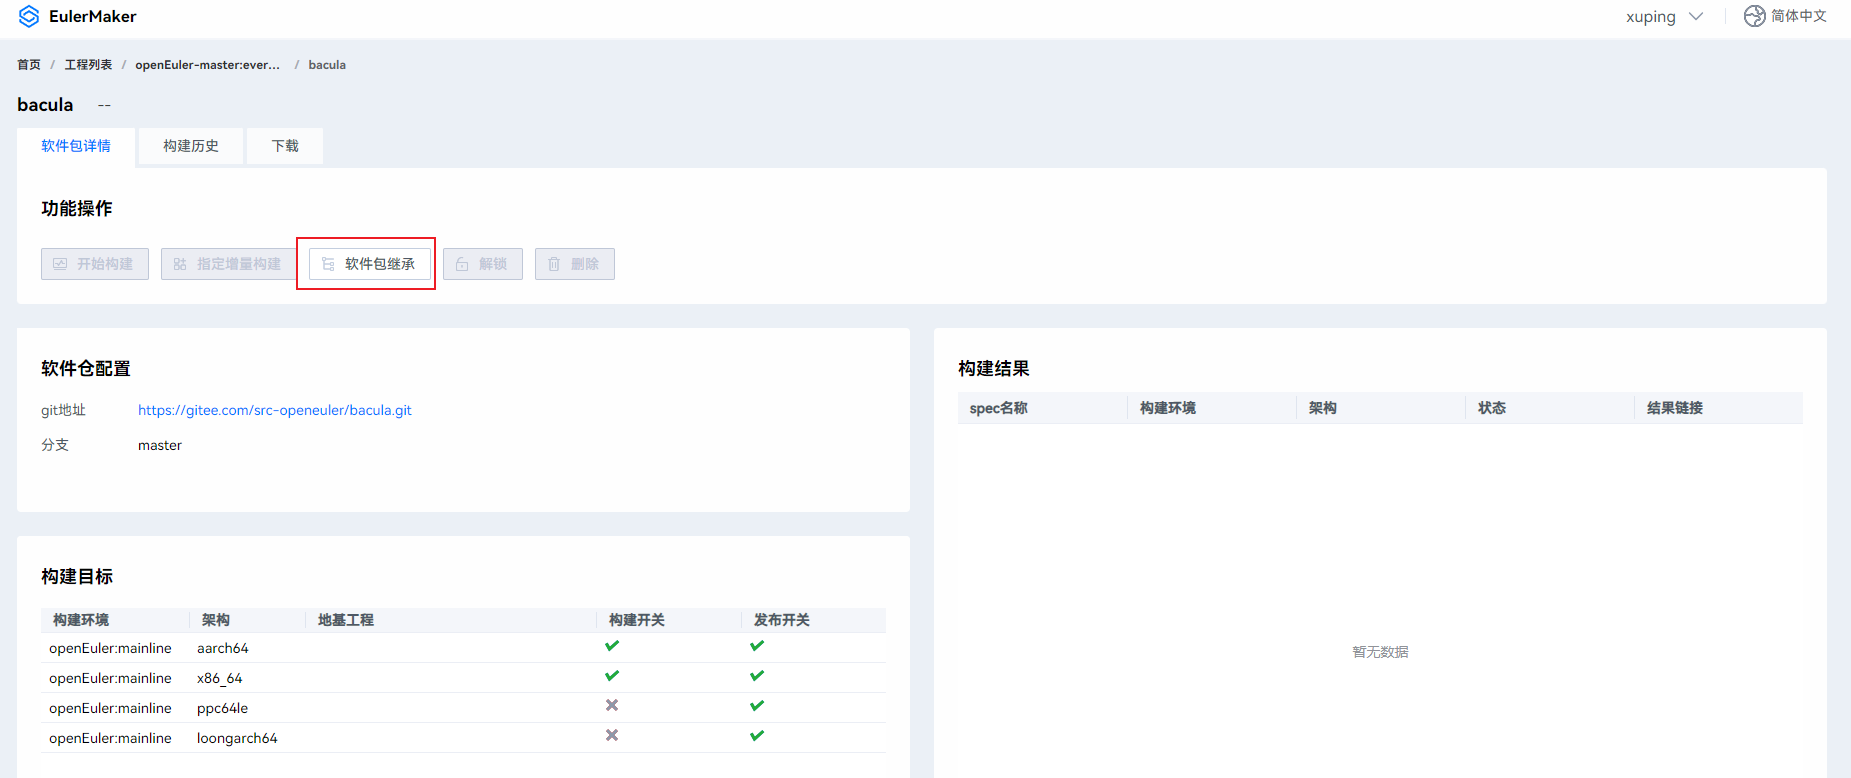 EulerMaker
xuping
简体中文
首页 / 工程列表 / openEuler-master:ever... / bacula
bacula --
软件包详情 构建历史 下载
功能操作
开始构建 指定增量构建 软件包继承 解锁 删除
软件仓配置
git地址 https://gitee.com/src-openeuler/bacula.git
分支 master
构建目标
构建环境 架构 地基工程 构建开关 发布开关
openEuler:mainline aarch64
openEuler:mainline x86_64
openEuler:mainline ppc64le
openEuler:mainline loongarch64
构建结果
spec名称 构建环境 架构 状态 结果链接
暂无数据